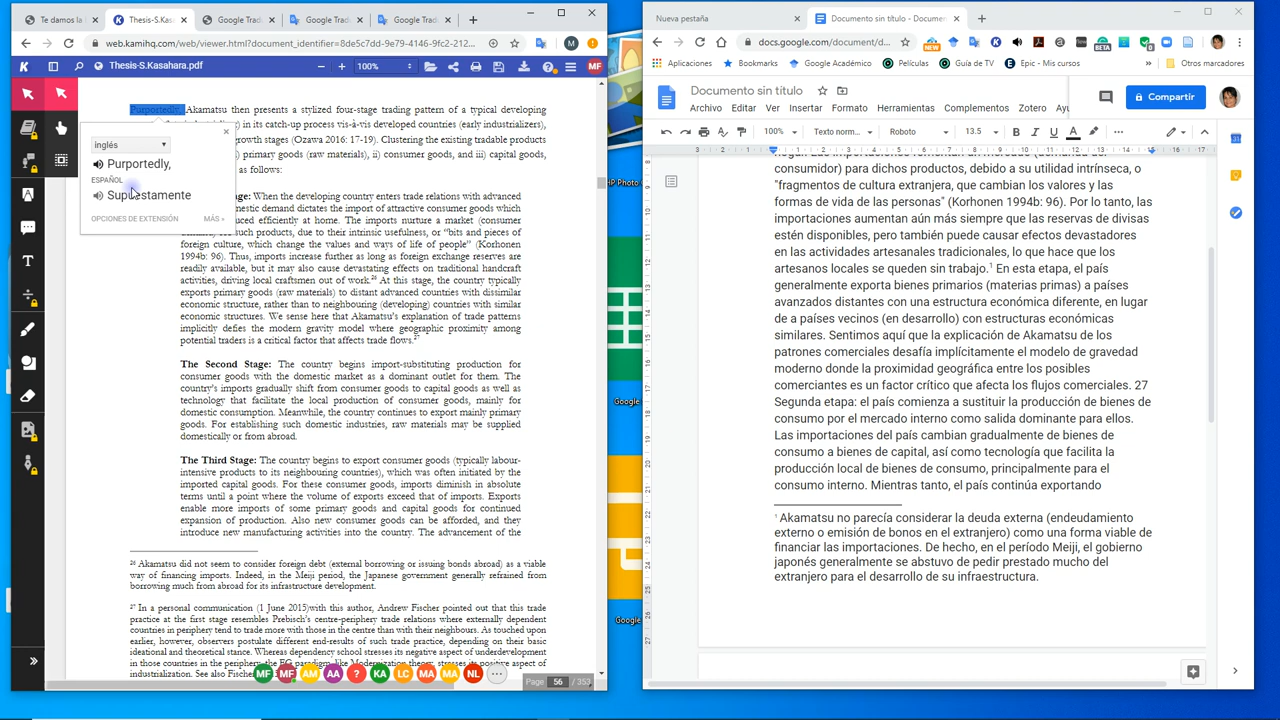 Te damos la l
Thesis-S.Kasaha
Google Traduc
Google Traduc
Google Traduc
web.kamihq.com/web/viewer.html?document_identifier=8de5c7dd-9e79-4146-9fc2-212...
M
Thesis-S.Kasahara.pdf
100%
MF
Purportedly, Akamatsu then presents a stylized four-stage trading pattern of a typical developing
in its catch-up process vis-à-vis developed countries (early industrializers),
growth stages (Ozawa 2016: 17-19). Clustering the existing tradable products
i) primary goods (raw materials), ii) consumer goods, and iii) capital goods,
as follows:
inglés
Purportedly,
ESPAÑOL
Supuestamente
OPCIONES DE EXTENSIÓN
MÁS »
ge: When the developing country enters trade relations with advanced
omestic demand dictates the import of attractive consumer goods which
duced efficiently at home. The imports nurture a market (consumer
such products, due to their intrinsic usefulness, or “bits and pieces of
foreign culture, which change the values and ways of life of people” (Korhonen
1994b: 96). Thus, imports increase further as long as foreign exchange reserves are
readily available, but it may also cause devastating effects on traditional handcraft
activities, driving local craftsmen out of work.26 At this stage, the country typically
exports primary goods (raw materials) to distant advanced countries with dissimilar
economic structure, rather than to neighbouring (developing) countries with similar
economic structures. We sense here that Akamatsu's explanation of trade patterns
implicitly defies the modern gravity model where geographic proximity among
potential traders is a critical factor that affects trade flows.27
The Second Stage: The country begins import-substituting production for
consumer goods with the domestic market as a dominant outlet for them. The
country's imports gradually shift from consumer goods to capital goods as well as
technology that facilitate the local production of consumer goods, mainly for
domestic consumption. Meanwhile, the country continues to export mainly primary
goods. For establishing such domestic industries, raw materials may be supplied
domestically or from abroad.
The Third Stage: The country begins to export consumer goods (typically labour-
intensive products to its neighbouring countries), which was often initiated by the
imported capital goods. For these consumer goods, imports diminish in absolute
terms until a point where the volume of exports exceed that of imports. Exports
enable more imports of some primary goods and capital goods for continued
expansion of production. Also new consumer goods can be afforded, and they
introduce new manufacturing activities into the country. The advancement of the
26 Akamatsu did not seem to consider foreign debt (external borrowing or issuing bonds abroad) as a viable
way of financing imports. Indeed, in the Meiji period, the Japanese government generally refrained from
borrowing much from abroad for its infrastructure development.
27 In a personal communication (1 June 2015)with this author, Andrew Fischer pointed out that this trade
practice at the first stage resembles Prebisch's centre-periphery trade relations where externally dependent
countries in periphery tend to trade more with those in the centre than with their neighbours. As touched upon
earlier, however, observers postulate different end-results of such trade practice, depending on their basic
ideational and theoretical stance. Whereas dependency school stresses its negative aspect of underdevelopment
in those countries in the periphery, the FG paradigm, like Modernization theory, stresses its positive aspect of
industrialization. See also Fischer
MF MF AM AA ? KA LC MA MA NL ...
Page 56 / 353
HP Photo
Google
Google
Nueva pestaña
Documento sin título - Documen
docs.google.com/document/d...
NEW
BETA
0
Aplicaciones
Bookmarks
Google Académico
Películas
Guía de TV
Epic - Mis cursos
»
Otros marcadores
Documento sin título
Archivo Editar Ver Insertar Formato Herramientas Complementos Zotero Ayu
Compartir
100% Texto norm... Roboto 13.5 B I U A
consumidor) para dichos productos, debido a su utilidad intrínseca, o
"fragmentos de cultura extranjera, que cambian los valores y las
formas de vida de las personas" (Korhonen 1994b: 96). Por lo tanto, las
importaciones aumentan aún más siempre que las reservas de divisas
estén disponibles, pero también puede causar efectos devastadores
en las actividades artesanales tradicionales, lo que hace que los
artesanos locales se queden sin trabajo.1 En esta etapa, el país
generalmente exporta bienes primarios (materias primas) a países
avanzados distantes con una estructura económica diferente, en lugar
de a países vecinos (en desarrollo) con estructuras económicas
similares. Sentimos aquí que la explicación de Akamatsu de los
patrones comerciales desafía implícitamente el modelo de gravedad
moderno donde la proximidad geográfica entre los posibles
comerciantes es un factor crítico que afecta los flujos comerciales. 27
Segunda etapa: el país comienza a sustituir la producción de bienes de
consumo por el mercado interno como salida dominante para ellos.
Las importaciones del país cambian gradualmente de bienes de
consumo a bienes de capital, así como tecnología que facilita la
producción local de bienes de consumo, principalmente para el
consumo interno. Mientras tanto, el país continúa exportando
1 Akamatsu no parecía considerar la deuda externa (endeudamiento
externo o emisión de bonos en el extranjero) como una forma viable de
financiar las importaciones. De hecho, en el período Meiji, el gobierno
japonés generalmente se abstuvo de pedir prestado mucho del
extranjero para el desarrollo de su infraestructura.